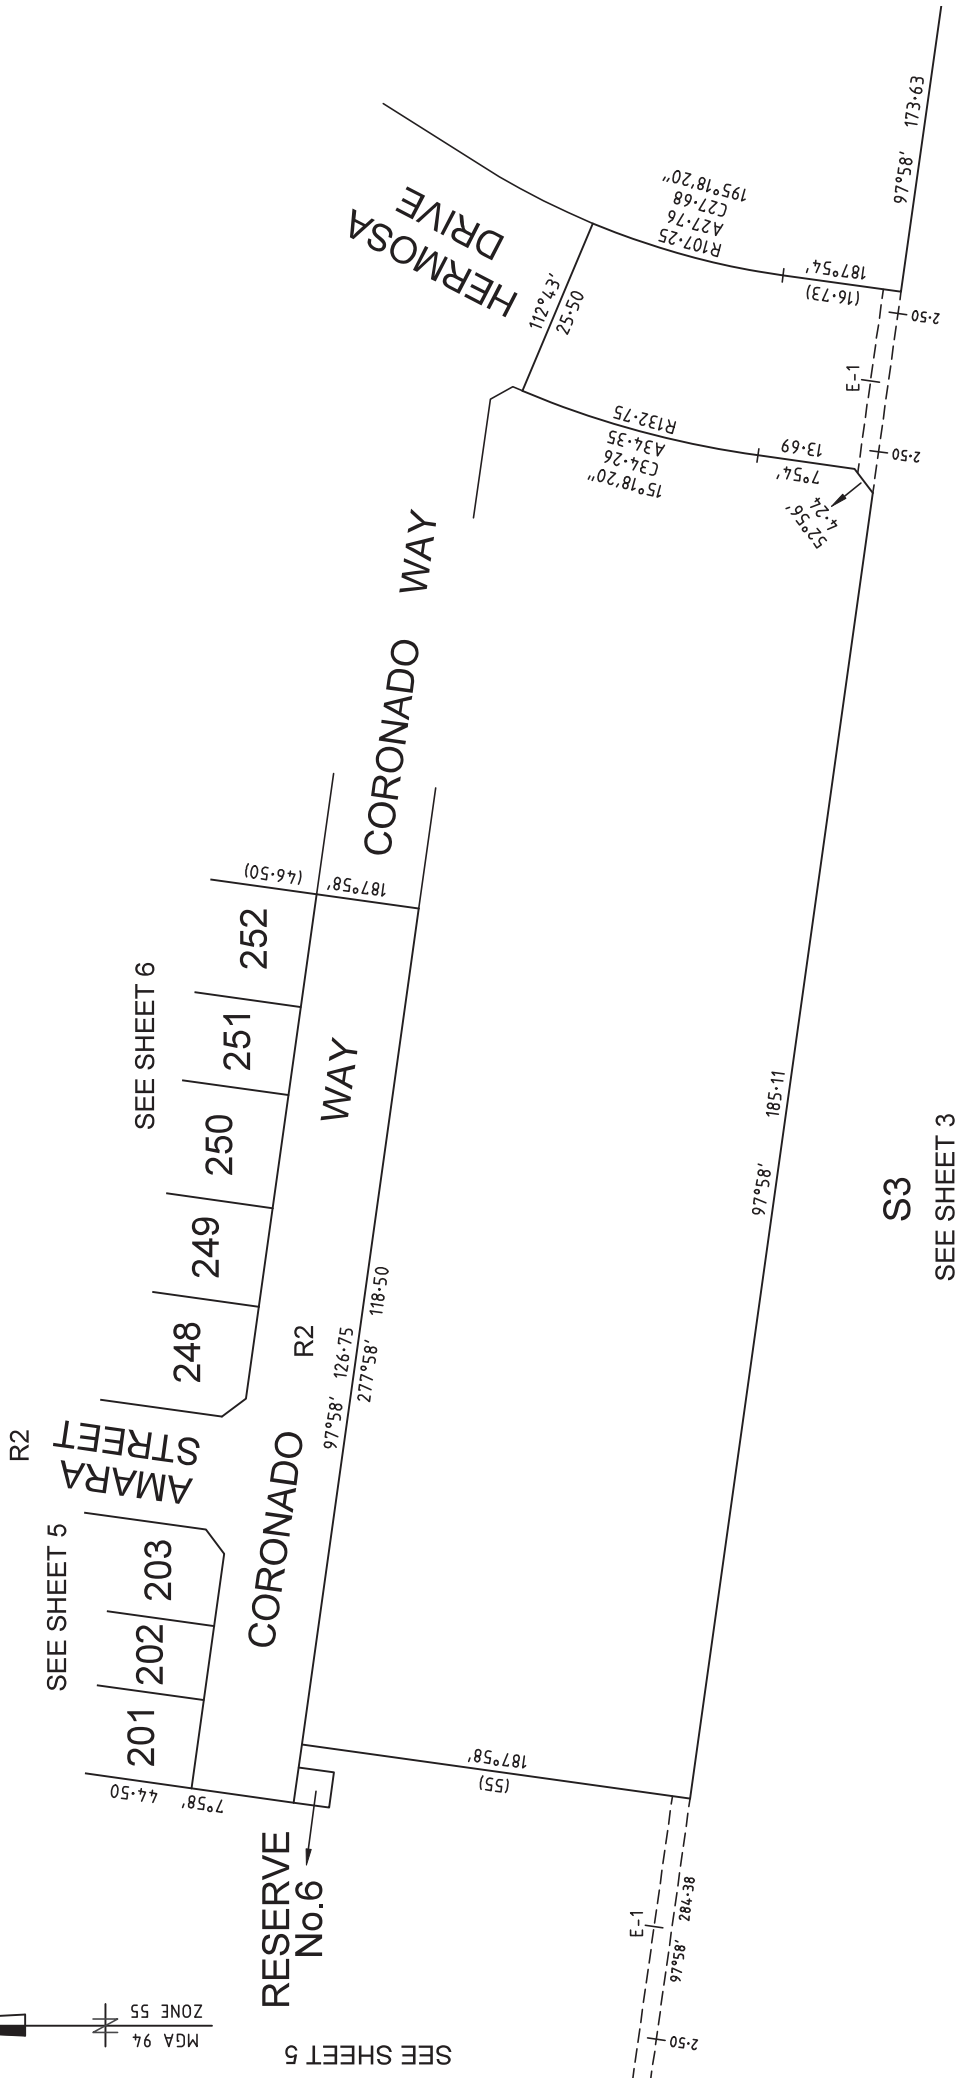 HERMOSA
DRIVE
R107·25
A27·76
C27·68
195°18'20"
97°58' 173·63
112°43'
25·50
187°54'
(16·73)
2·50
E-1
R132·75
A34·35
C34·26
15°18'20"
13·69
7°54'
2·50
52°56'
4·24
CORONADO WAY
(46·50)
187°58'
252
SEE SHEET 6
251
250
249
248
WAY
R2
97°58' 126·75
277°58' 118·50
97°58' 185·11
S3
SEE SHEET 3
R2
AMARA
STREET
SEE SHEET 5
203
202
201
CORONADO
44·50
7°58'
187°58'
(55)
RESERVE
No.6
E-1
97°58' 284·38
2·50
MGA 94
ZONE 55
SEE SHEET 5